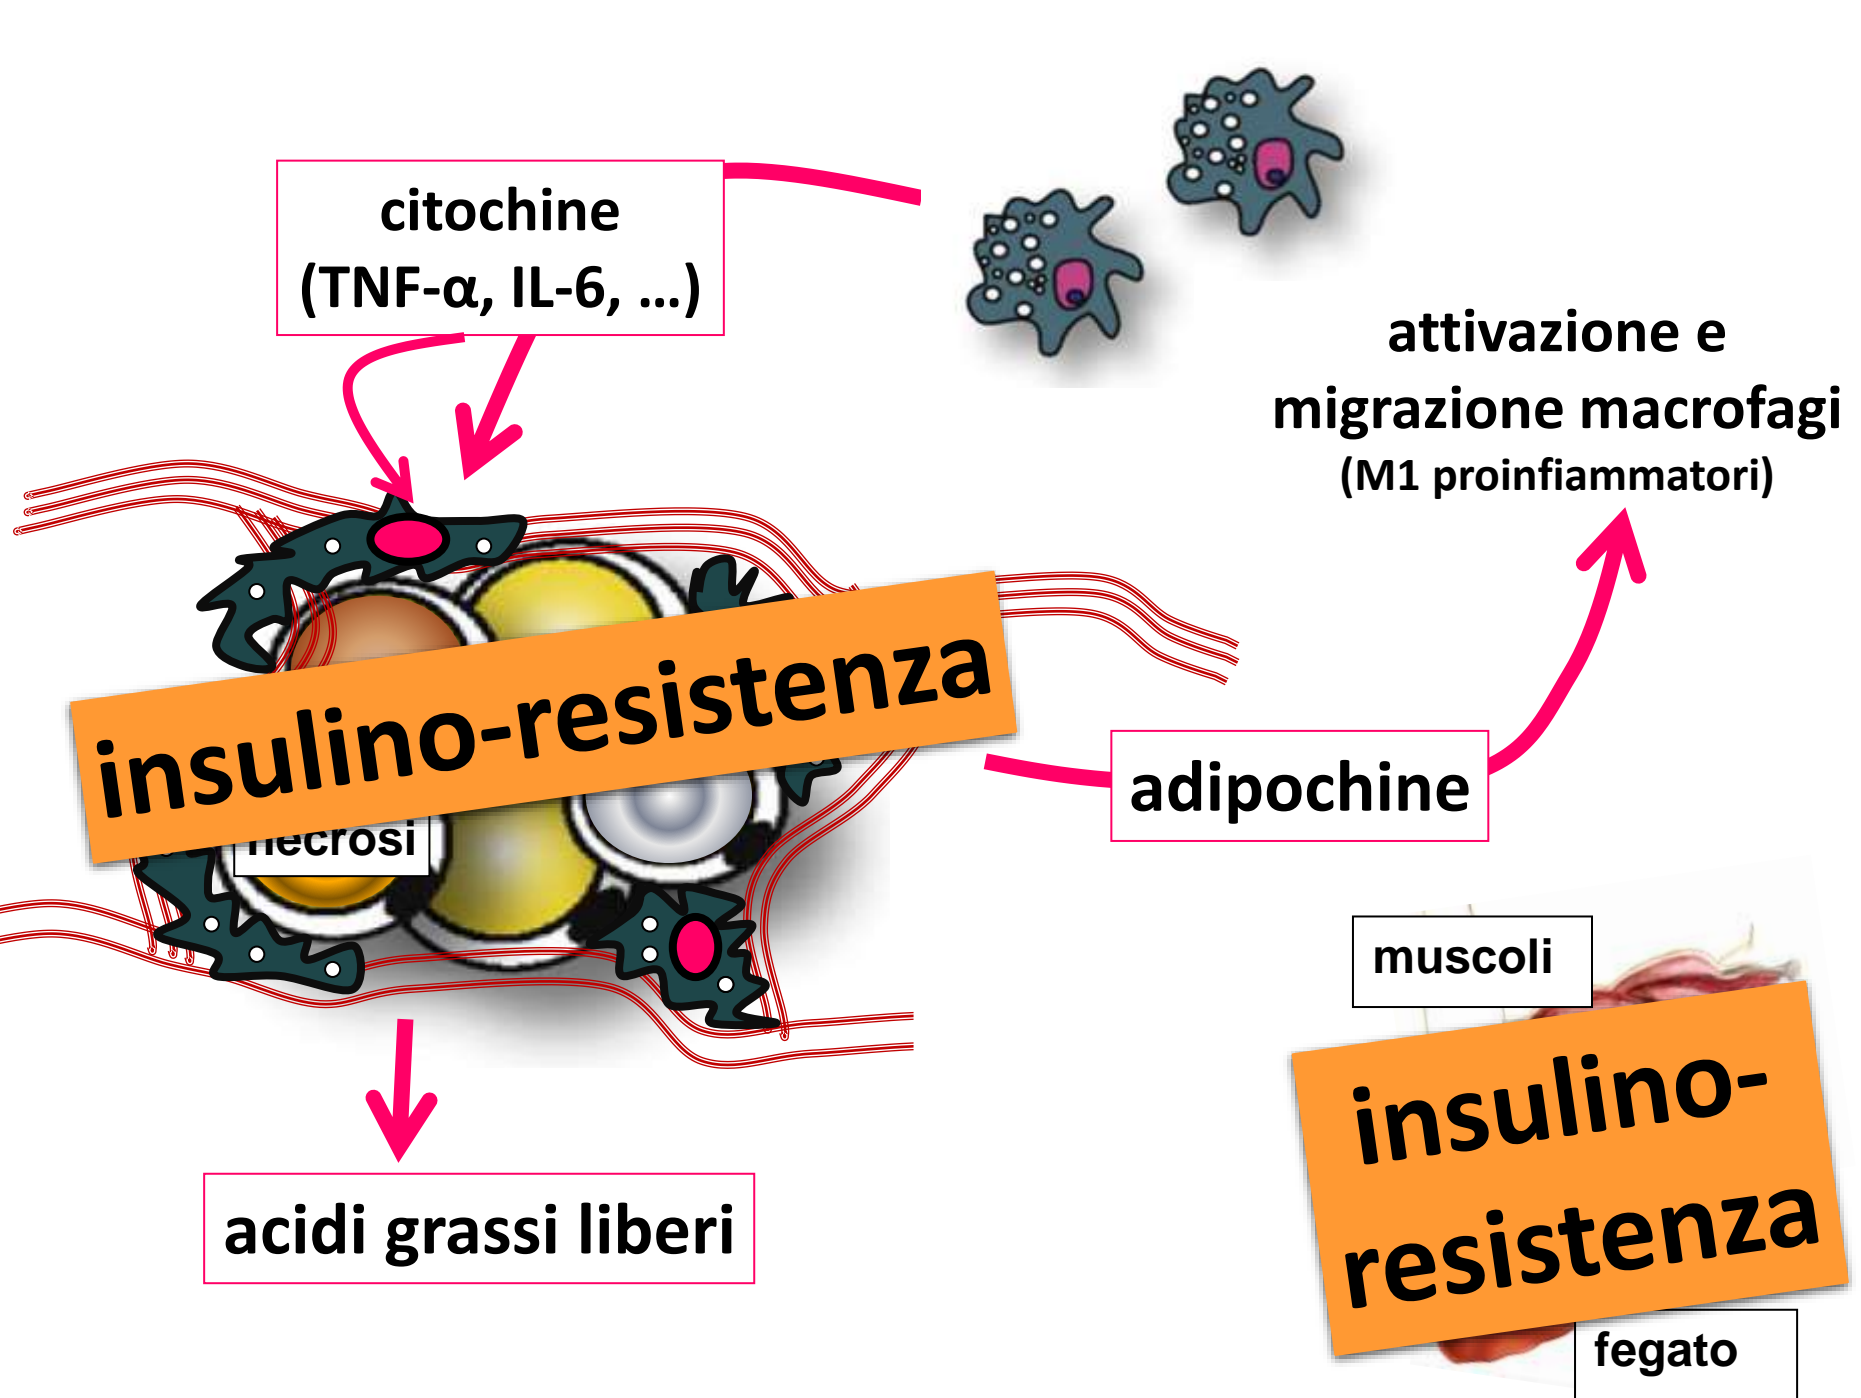 citochine
(TNF-α, IL-6, ...)
attivazione e
migrazione macrofagi
(M1 proinfiammatori)
insulino-resistenza
necrosi
adipochine
muscoli
insulino-
resistenza
fegato
acidi grassi liberi